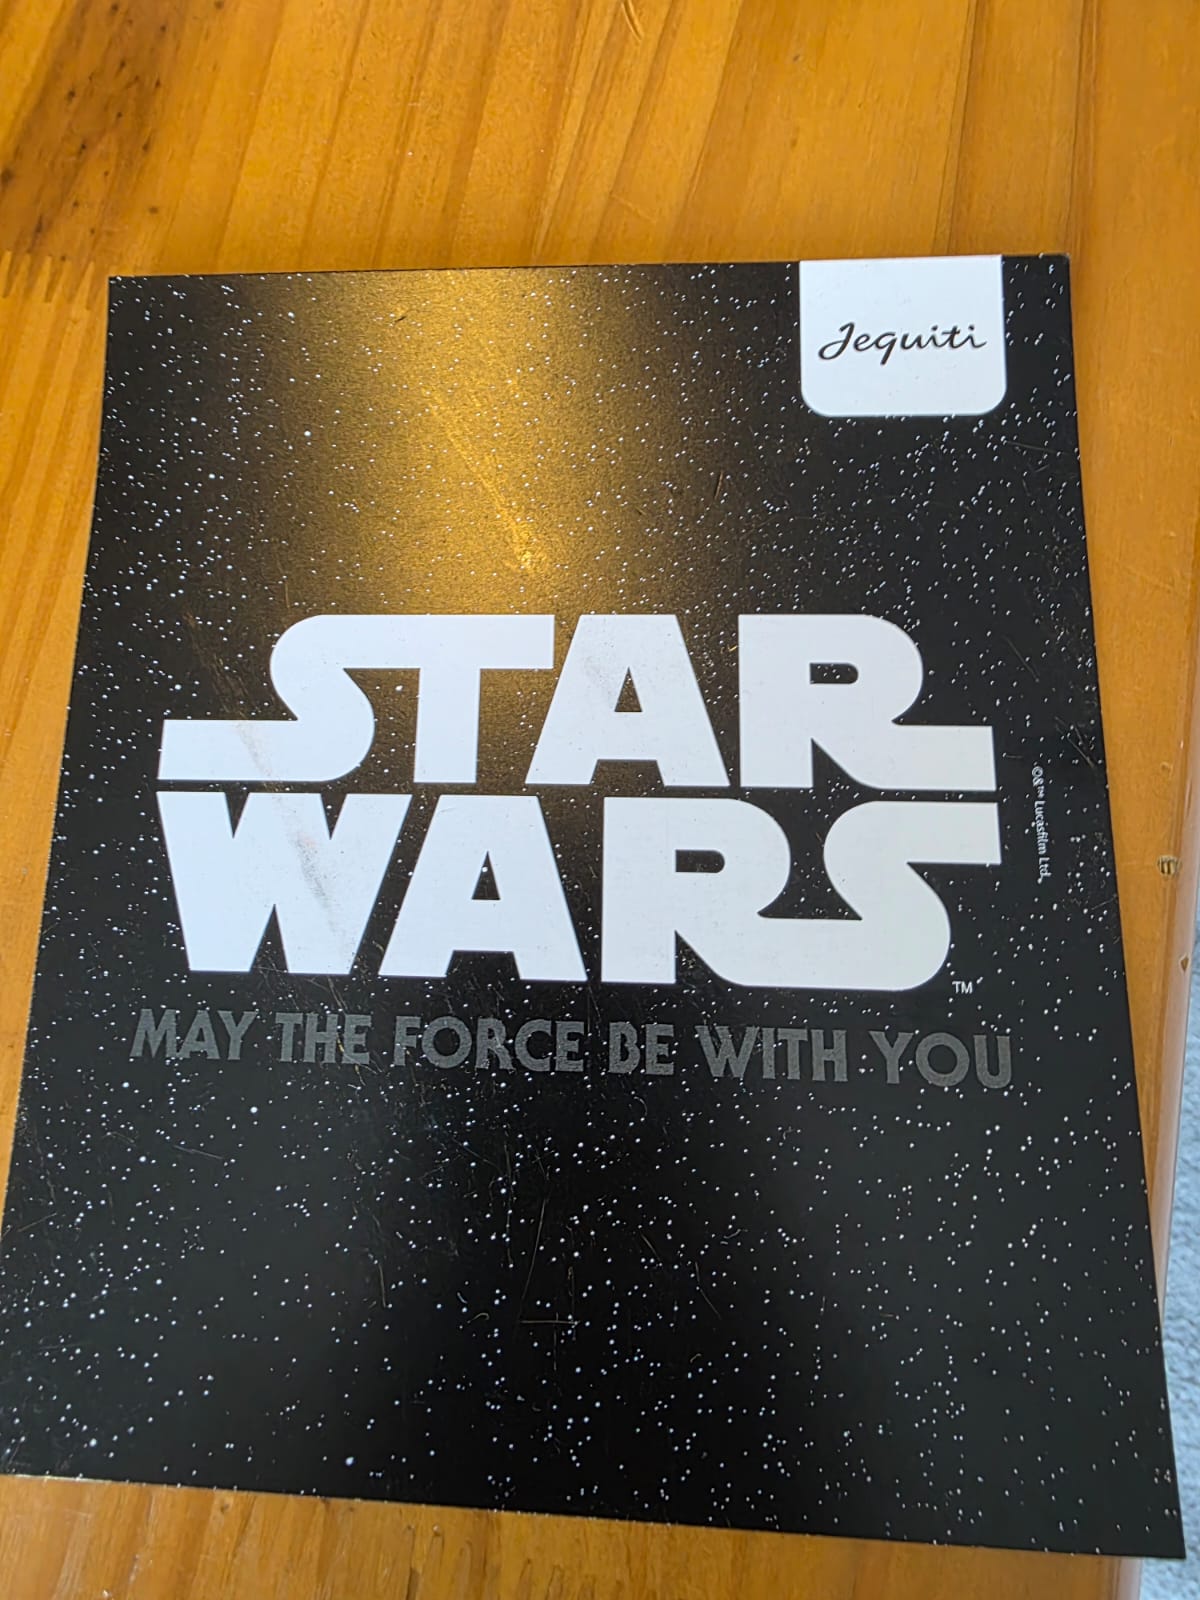 Jequiti
STAR
WARS
TM
©&™ Lucasfilm Ltd.
MAY THE FORCE BE WITH YOU